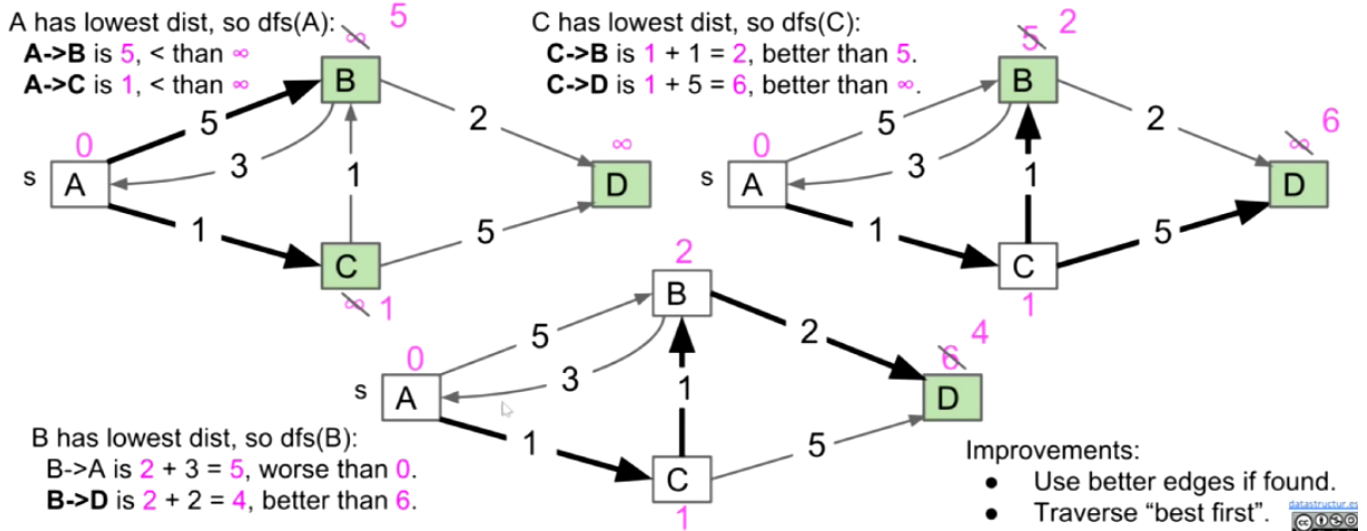 A has lowest dist, so dfs(A):
A->B is 5, < than ∞
A->C is 1, < than ∞
∞ 5
B
0
s A
5
3
1
2
∞
D
1
5
C
∞ 1
C has lowest dist, so dfs(C):
C->B is 1 + 1 = 2, better than 5.
C->D is 1 + 5 = 6, better than ∞.
5 2
B
0
s A
5
3
1
2
∞ 6
D
1
5
C
1
2
B
0
s A
5
3
1
2
6 4
D
1
5
C
1
B has lowest dist, so dfs(B):
B->A is 2 + 3 = 5, worse than 0.
B->D is 2 + 2 = 4, better than 6.
Improvements:
● Use better edges if found.
● Traverse “best first”.
datastructur.es